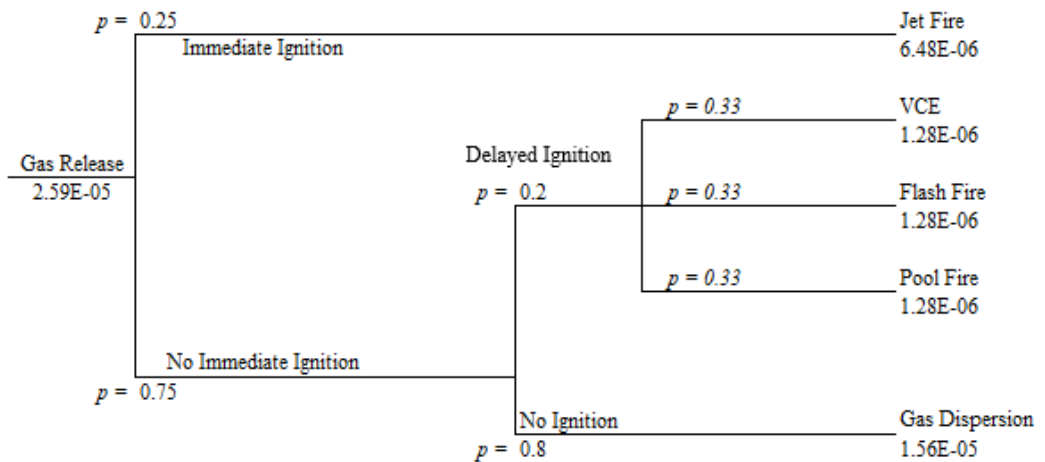 p = 0.25
Immediate Ignition
Jet Fire
6.48E-06
p = 0.33
VCE
1.28E-06
Gas Release
2.59E-05
Delayed Ignition
p = 0.2
p = 0.33
Flash Fire
1.28E-06
p = 0.33
Pool Fire
1.28E-06
No Immediate Ignition
p = 0.75
No Ignition
p = 0.8
Gas Dispersion
1.56E-05